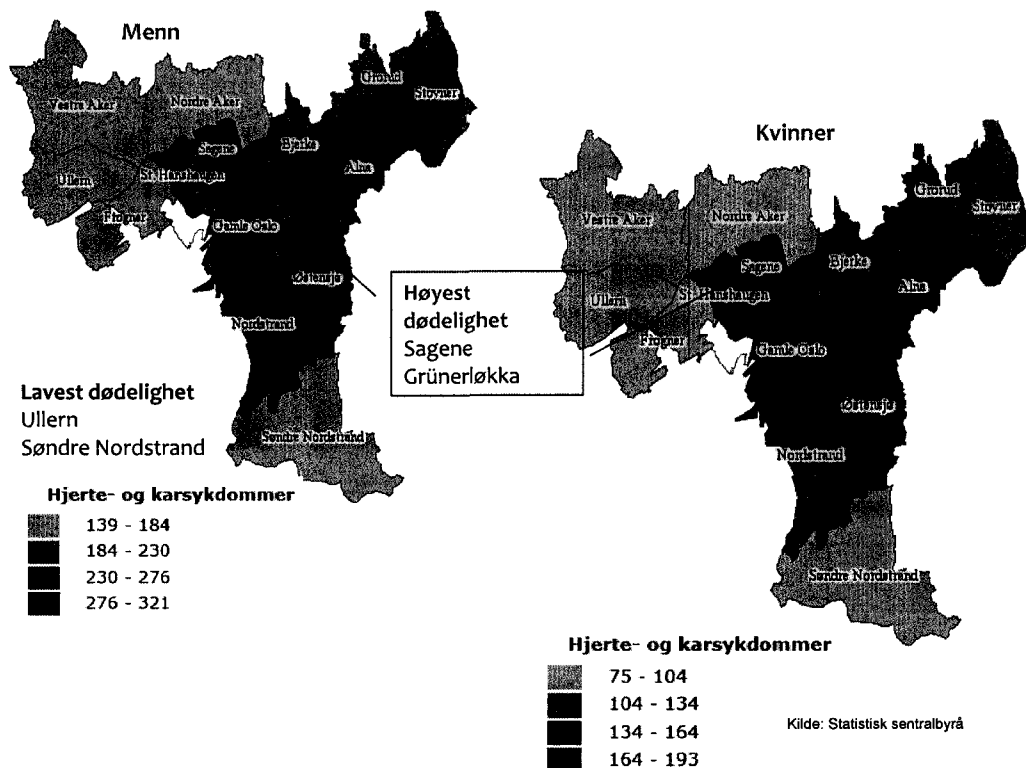 Menn
Grorud
Stovner
Vestre Aker
Nordre Aker
Sagene
Bjerke
Alna
St. Hanshaugen
Ullern
Frogner
Gamle Oslo
Østensjø
Nordstrand
Søndre Nordstrand
Lavest dødelighet
Ullern
Søndre Nordstrand
Hjerte- og karsykdommer
139 - 184
184 - 230
230 - 276
276 - 321
Høyest
dødelighet
Sagene
Grünerløkka
Kvinner
Grorud
Stovner
Vestre Aker
Nordre Aker
Sagene
Bjerke
Alna
Ullern
St. Hanshaugen
Frogner
Gamle Oslo
Østensjø
Nordstrand
Søndre Nordstrand
Hjerte- og karsykdommer
75 - 104
104 - 134
134 - 164
164 - 193
Kilde: Statistisk sentralbyrå